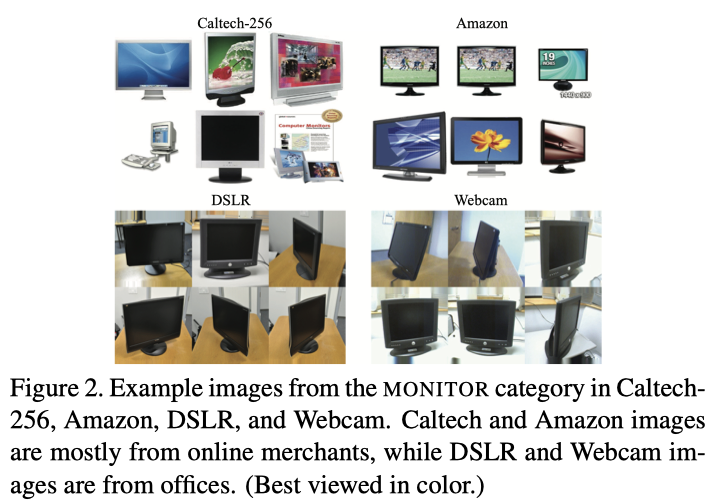 Caltech-256
Amazon
19
INCHES
1440 x 900
Computer Monitors
DSLR
Webcam
Figure 2. Example images from the MONITOR category in Caltech-
256, Amazon, DSLR, and Webcam. Caltech and Amazon images
are mostly from online merchants, while DSLR and Webcam im-
ages are from offices. (Best viewed in color.)